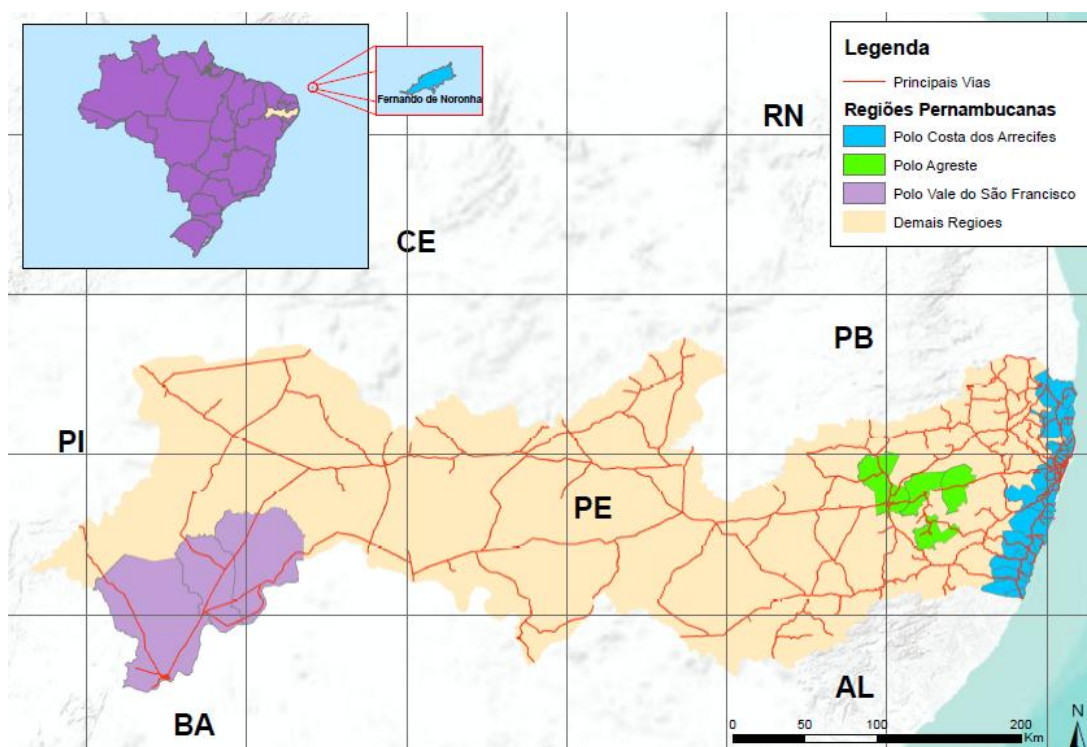 Fernando de Noronha
Legenda
Principais Vias
Regiões Pernambucanas
Polo Costa dos Arrecifes
Polo Agreste
Polo Vale do São Francisco
Demais Regioes
RN
CE
PB
PI
PE
AL
BA
0 50 100 200
Km
N